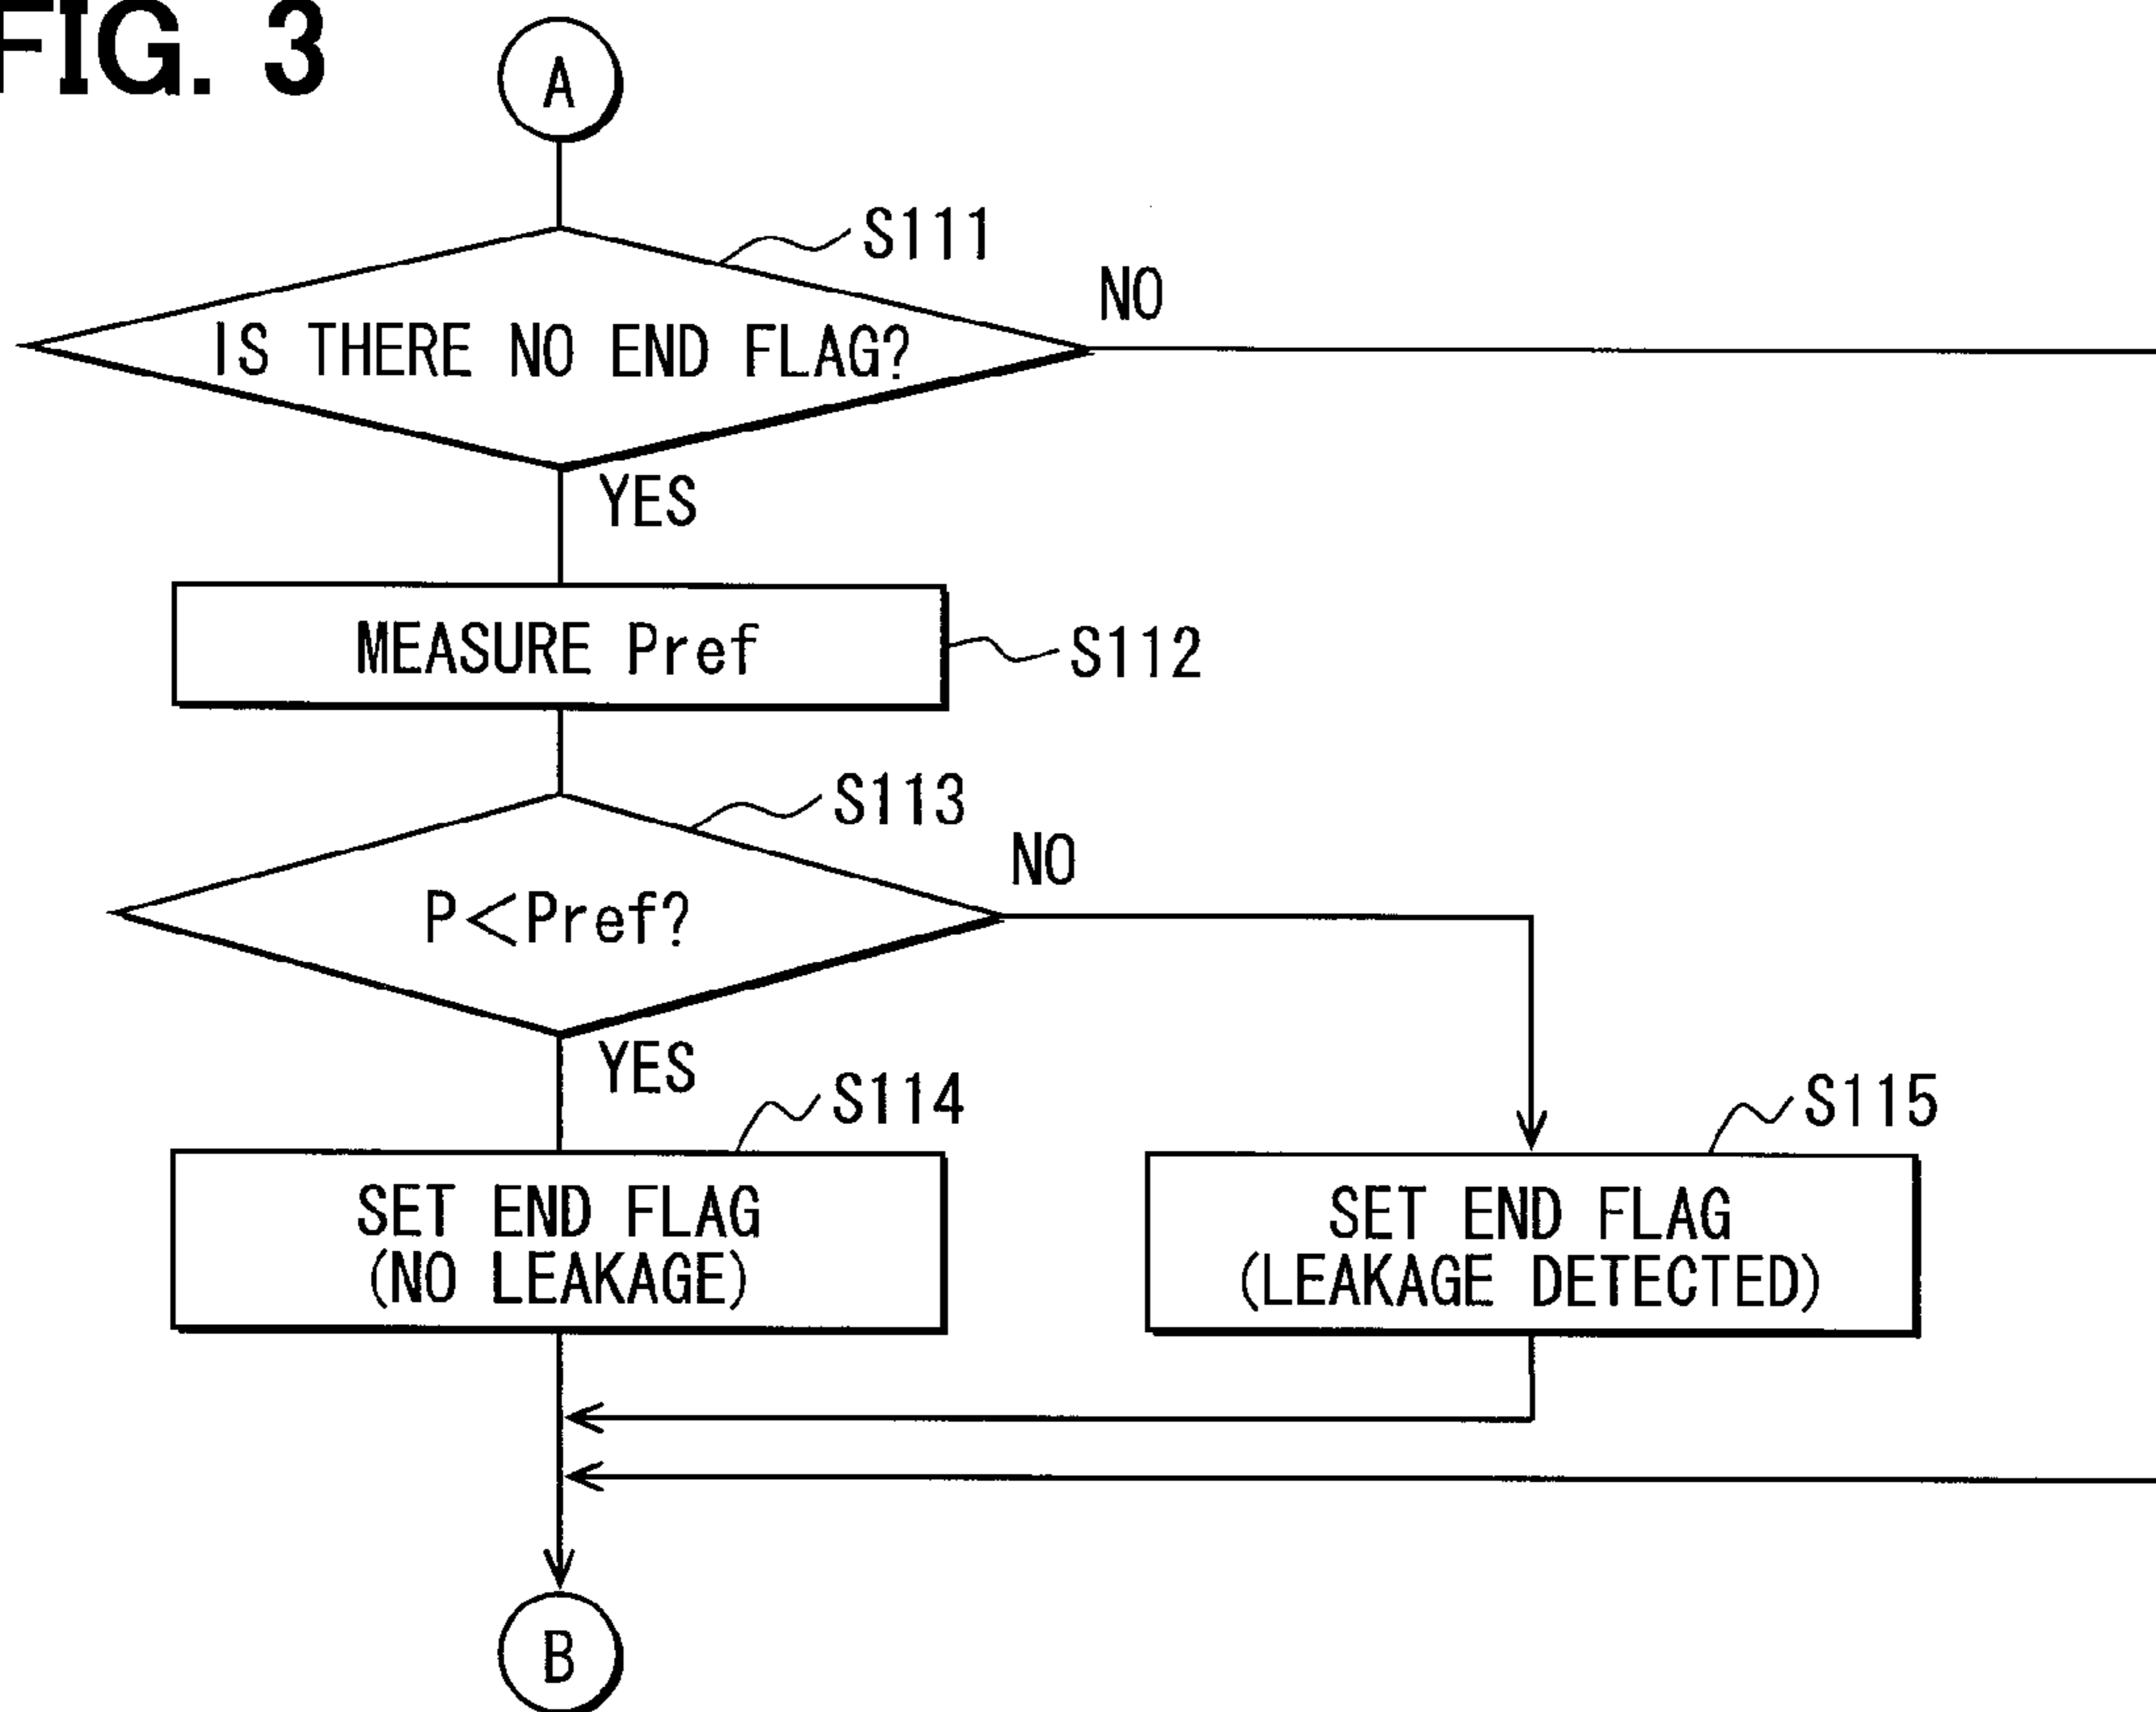 FIG. 3
A
S111
NO
IS THERE NO END FLAG?
YES
MEASURE Pref
S112
S113
NO
P<Pref?
YES
S114
S115
SET END FLAG
(NO LEAKAGE)
SET END FLAG
(LEAKAGE DETECTED)
B